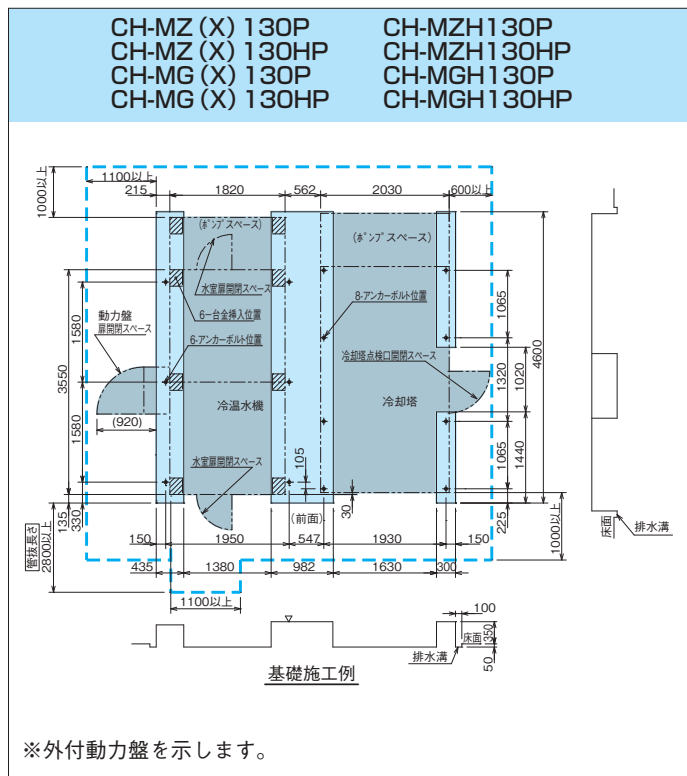 CH-MZ(X)130P CH-MZH130P
CH-MZ(X)130HP CH-MZH130HP
CH-MG(X)130P CH-MGH130P
CH-MG(X)130HP CH-MGH130HP
1100以上
1000以上
215 1820 562 2030 600以上
(ポンプスペース) (ポンプスペース)
水室扉開閉スペース
8-アンカーボルト位置
6-台金挿入位置
6-アンカーボルト位置
動力盤
扉開閉スペース
冷却塔点検口開閉スペース
冷温水機 冷却塔
(920)
水室扉開閉スペース
3550
1580
1580
135
330
105
30
(前面)
1065
1320
1065
225
1020
1440
4600
1000以上
管抜長さ
2800以上
150 1950 547 1930 150
435 1380 982 1630 300
1100以上
床面
排水溝
100
床面
350
50
排水溝
基礎施工例
※外付動力盤を示します。